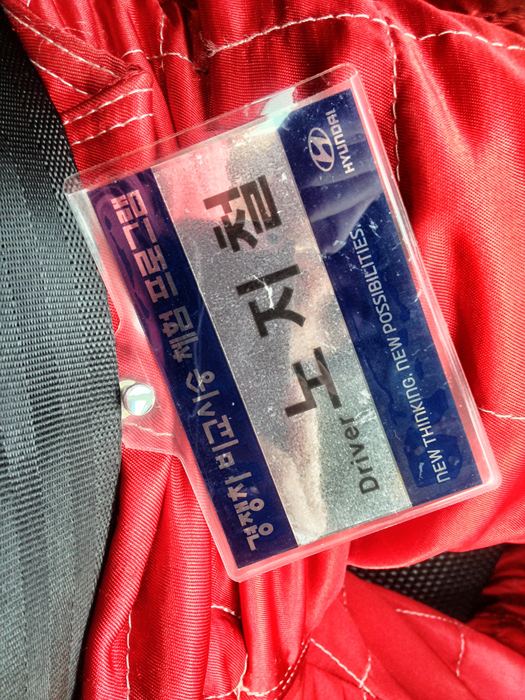 경쟁차 비교시승 체험 프로그램
Driver 노 지 철
NEW THINKING. NEW POSSIBILITIES.
HYUNDAI